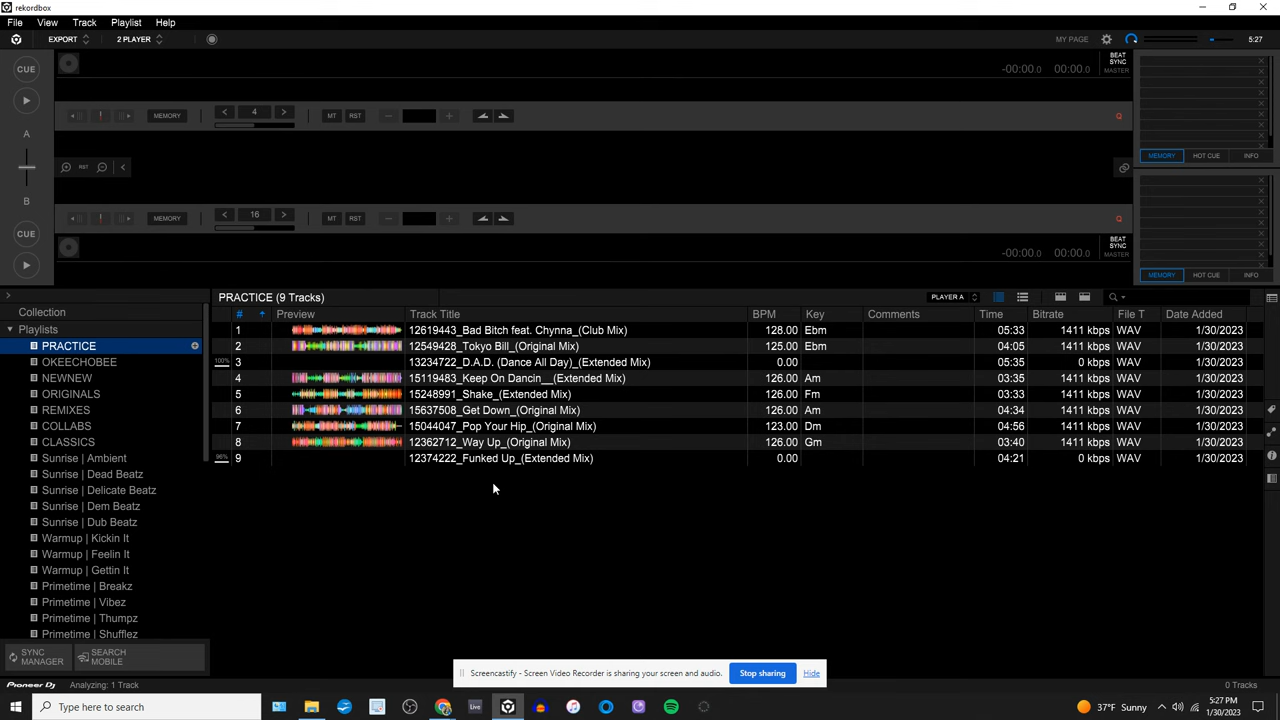 rekordbox
File View Track Playlist Help
EXPORT 2 PLAYER MY PAGE 5:27
CUE -00:00.0 00:00.0 BEAT SYNC MASTER
MEMORY < 4 > MT RST Q
A
MEMORY HOT CUE INFO
RST <
B
MEMORY < 16 > MT RST Q
CUE -00:00.0 00:00.0 BEAT SYNC MASTER
MEMORY HOT CUE INFO
PRACTICE (9 Tracks) PLAYER A
Collection
Playlists
PRACTICE
OKEECHOBEE
NEWNEW
ORIGINALS
REMIXES
COLLABS
CLASSICS
Sunrise | Ambient
Sunrise | Dead Beatz
Sunrise | Delicate Beatz
Sunrise | Dem Beatz
Sunrise | Dub Beatz
Warmup | Kickin It
Warmup | Feelin It
Warmup | Gettin It
Primetime | Breakz
Primetime | Vibez
Primetime | Thumpz
Primetime | Shufflez
# Preview Track Title BPM Key Comments Time Bitrate File T Date Added
1 12619443_Bad Bitch feat. Chynna_(Club Mix) 128.00 Ebm 05:33 1411 kbps WAV 1/30/2023
2 12549428_Tokyo Bill_(Original Mix) 125.00 Ebm 04:05 1411 kbps WAV 1/30/2023
100% 3 13234722_D.A.D. (Dance All Day)_(Extended Mix) 0.00 05:35 0 kbps WAV 1/30/2023
4 15119483_Keep On Dancin__(Extended Mix) 126.00 Am 03:35 1411 kbps WAV 1/30/2023
5 15248991_Shake_(Extended Mix) 126.00 Fm 03:33 1411 kbps WAV 1/30/2023
6 15637508_Get Down_(Original Mix) 126.00 Am 04:34 1411 kbps WAV 1/30/2023
7 15044047_Pop Your Hip_(Original Mix) 123.00 Dm 04:56 1411 kbps WAV 1/30/2023
8 12362712_Way Up_(Original Mix) 126.00 Gm 03:40 1411 kbps WAV 1/30/2023
96% 9 12374222_Funked Up_(Extended Mix) 0.00 04:21 0 kbps WAV 1/30/2023
SYNC MANAGER SEARCH MOBILE
Screencastify - Screen Video Recorder is sharing your screen and audio. Stop sharing Hide
Pioneer Dj Analyzing: 1 Track 0 Tracks
Type here to search Live 37°F Sunny 5:27 PM
1/30/2023